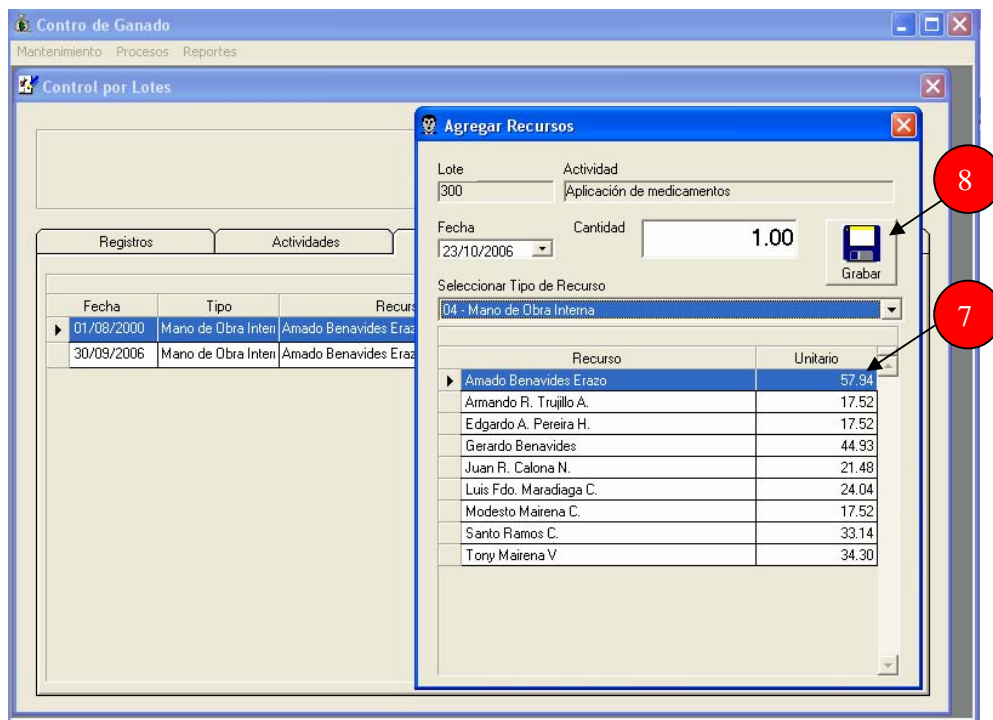 Contro de Ganado
Mantenimiento Procesos Reportes
Control por Lotes
Registros Actividades
Fecha Tipo Recurs
01/08/2000 Mano de Obra Intern Amado Benavides Eraz
30/09/2006 Mano de Obra Intern Amado Benavides Eraz
Agregar Recursos
Lote Actividad
300 Aplicación de medicamentos
Fecha Cantidad
23/10/2006 1.00
Grabar
Seleccionar Tipo de Recurso
04 - Mano de Obra Interna
Recurso Unitario
Amado Benavides Erazo 57.94
Armando R. Trujillo A. 17.52
Edgardo A. Pereira H. 17.52
Gerardo Benavides 44.93
Juan R. Calona N. 21.48
Luis Fdo. Maradiaga C. 24.04
Modesto Mairena C. 17.52
Santo Ramos C. 33.14
Tony Mairena V 34.30
8
7